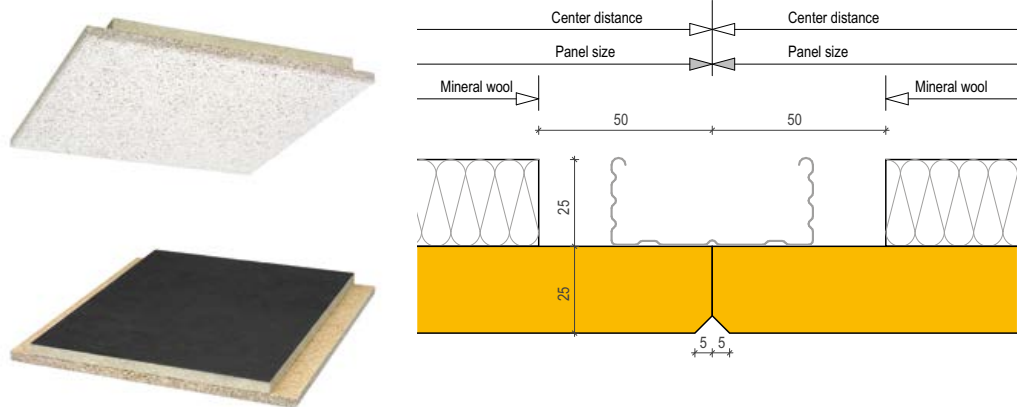 Center distance Center distance
Panel size Panel size
Mineral wool Mineral wool
50 50
25
25
5 5